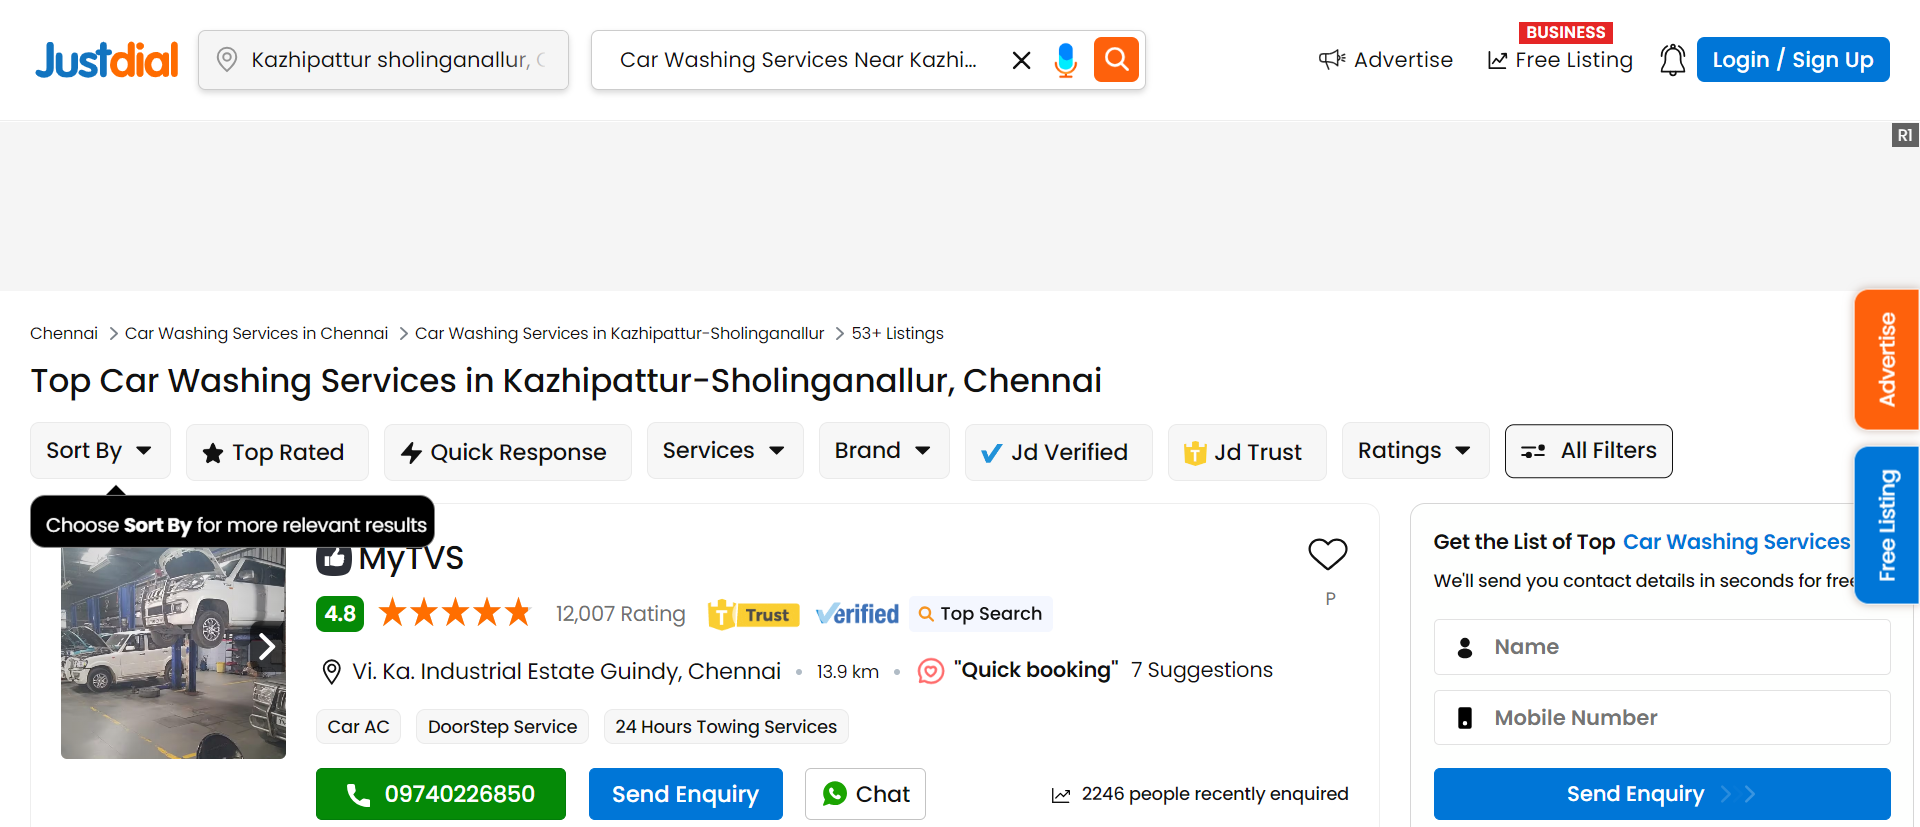 Justdial
Kazhipattur sholinganallur,
Car Washing Services Near Kazhi...
Advertise
BUSINESS
Free Listing
Login / Sign Up
R1
Chennai > Car Washing Services in Chennai > Car Washing Services in Kazhipattur-Sholinganallur > 53+ Listings
Top Car Washing Services in Kazhipattur-Sholinganallur, Chennai
Sort By
Top Rated
Quick Response
Services
Brand
Jd Verified
Jd Trust
Ratings
All Filters
Choose Sort By for more relevant results
MyTVS
P
4.8 12,007 Rating T Trust Verified Top Search
Vi. Ka. Industrial Estate Guindy, Chennai • 13.9 km • "Quick booking" 7 Suggestions
Car AC
DoorStep Service
24 Hours Towing Services
09740226850
Send Enquiry
Chat
2246 people recently enquired
Get the List of Top Car Washing Services
We'll send you contact details in seconds for free
Name
Mobile Number
Send Enquiry
Advertise
Free Listing